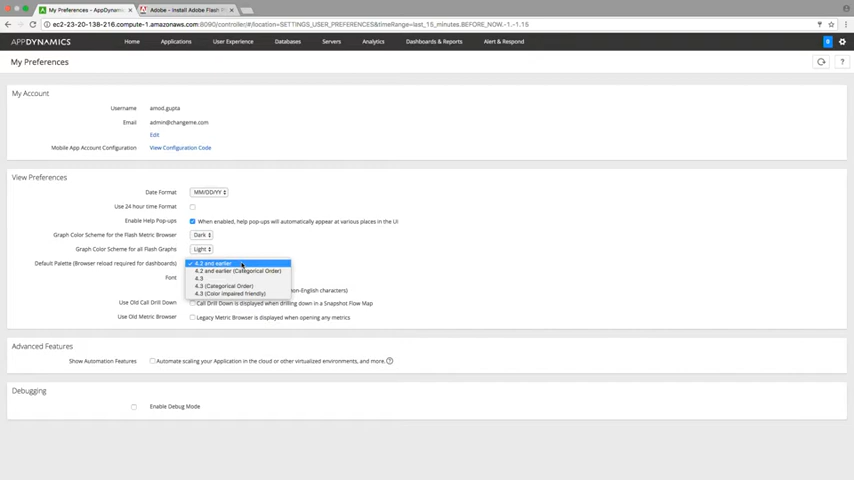 My Preferences - AppDynami
Adobe - Install Adobe Flash Pl
ec2-23-20-138-216.compute-1.amazonaws.com:8090/controller/#/location=SETTINGS_USER_PREFERENCES&timeRange=last_15_minutes.BEFORE_NOW.-1.-1.15
APPDYNAMICS Home Applications User Experience Databases Servers Analytics Dashboards & Reports Alert & Respond 0
My Preferences ?
My Account
Username amod.gupta
Email admin@changeme.com
Edit
Mobile App Account Configuration View Configuration Code
View Preferences
Date Format MM/DD/YY
Use 24 hour time Format
Enable Help Pop-ups When enabled, help pop-ups will automatically appear at various places in the UI
Graph Color Scheme for the Flash Metric Browser Dark
Graph Color Scheme for all Flash Graphs Light
Default Palette (Browser reload required for dashboards) ✓ 4.2 and earlier
4.2 and earlier (Categorical Order)
Font 4.3
4.3 (Categorical Order)
non-English characters)
4.3 (Color impaired friendly)
Use Old Call Drill Down Call Drill Down is displayed when drilling down in a Snapshot Flow Map
Use Old Metric Browser Legacy Metric Browser is displayed when opening any metrics
Advanced Features
Show Automation Features Automate scaling your Application in the cloud or other virtualized environments, and more. ?
Debugging
Enable Debug Mode